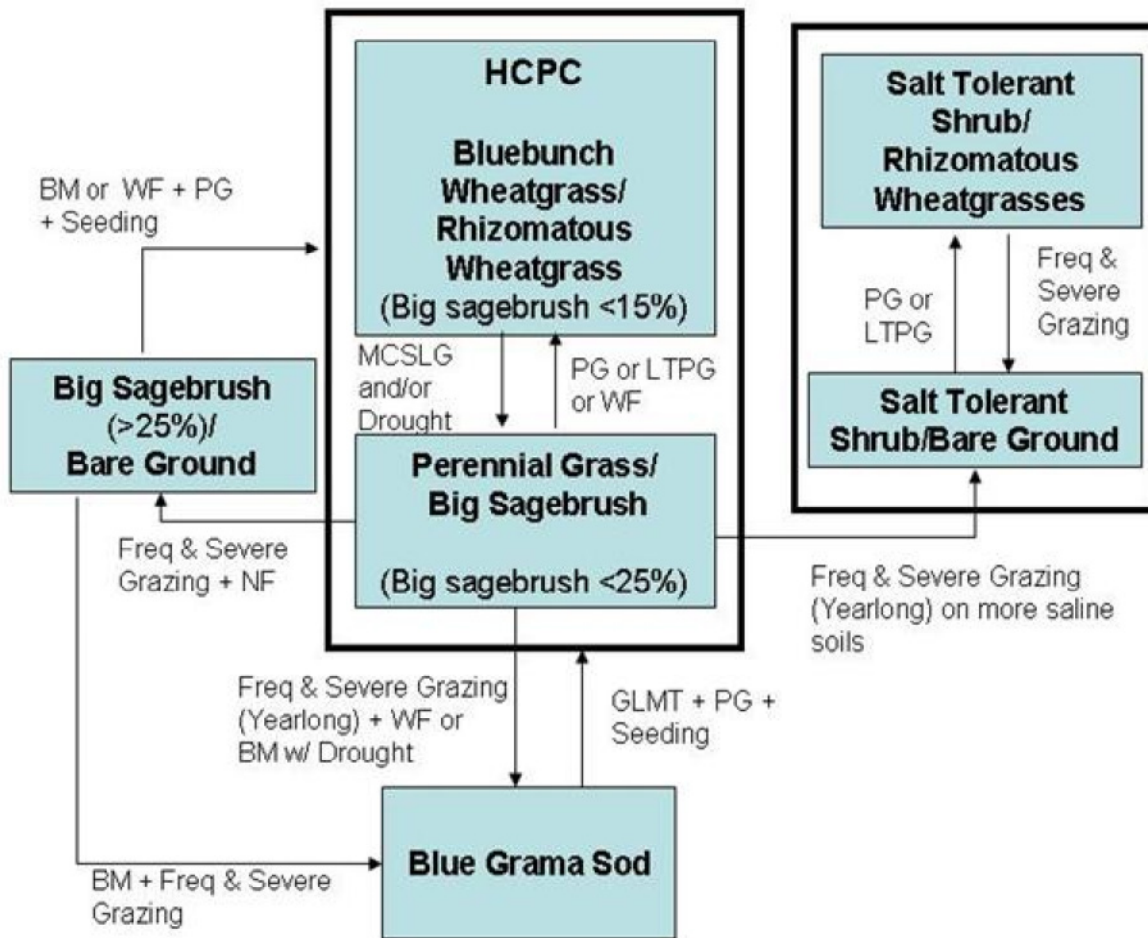 HCPC
Bluebunch
Wheatgrass/
Rhizomatous
Wheatgrass
(Big sagebrush <15%)
Salt Tolerant
Shrub/
Rhizomatous
Wheatgrasses
BM or WF + PG
+ Seeding
MCSLG
and/or
Drought
PG or LTPG
or WF
PG or
LTPG
Freq &
Severe
Grazing
Big Sagebrush
(>25%)/
Bare Ground
Perennial Grass/
Big Sagebrush
(Big sagebrush <25%)
Salt Tolerant
Shrub/Bare Ground
Freq & Severe
Grazing + NF
Freq & Severe Grazing
(Yearlong) on more saline
soils
Freq & Severe Grazing
(Yearlong) + WF or
BM w/ Drought
GLMT + PG +
Seeding
Blue Grama Sod
BM + Freq & Severe
Grazing